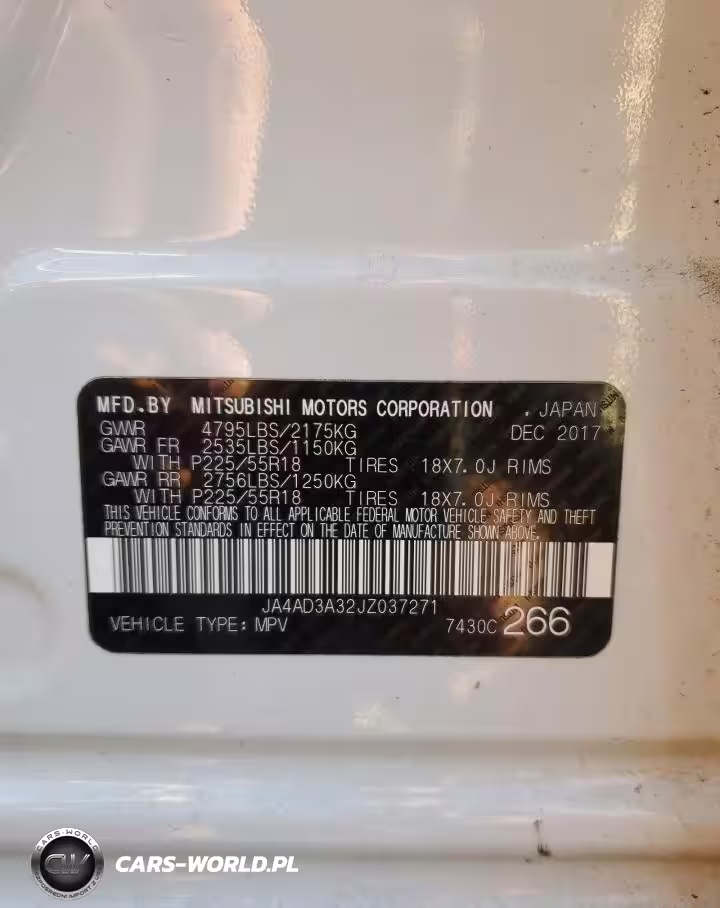 MFD.BY MITSUBISHI MOTORS CORPORATION . JAPAN
GVWR 4795LBS/2175KG DEC 2017
GAWR FR 2535LBS/1150KG
WITH P225/55R18 TIRES 18X7.0J RIMS
GAWR RR 2756LBS/1250KG
WITH P225/55R18 TIRES 18X7.0J RIMS
THIS VEHICLE CONFORMS TO ALL APPLICABLE FEDERAL MOTOR VEHICLE SAFETY AND THEFT
PREVENTION STANDARDS IN EFFECT ON THE DATE OF MANUFACTURE SHOWN ABOVE.
JA4AD3A32JZ037271
VEHICLE TYPE: MPV 7430C 266
CARS-WORLD
CW
CARS-WORLD.PL